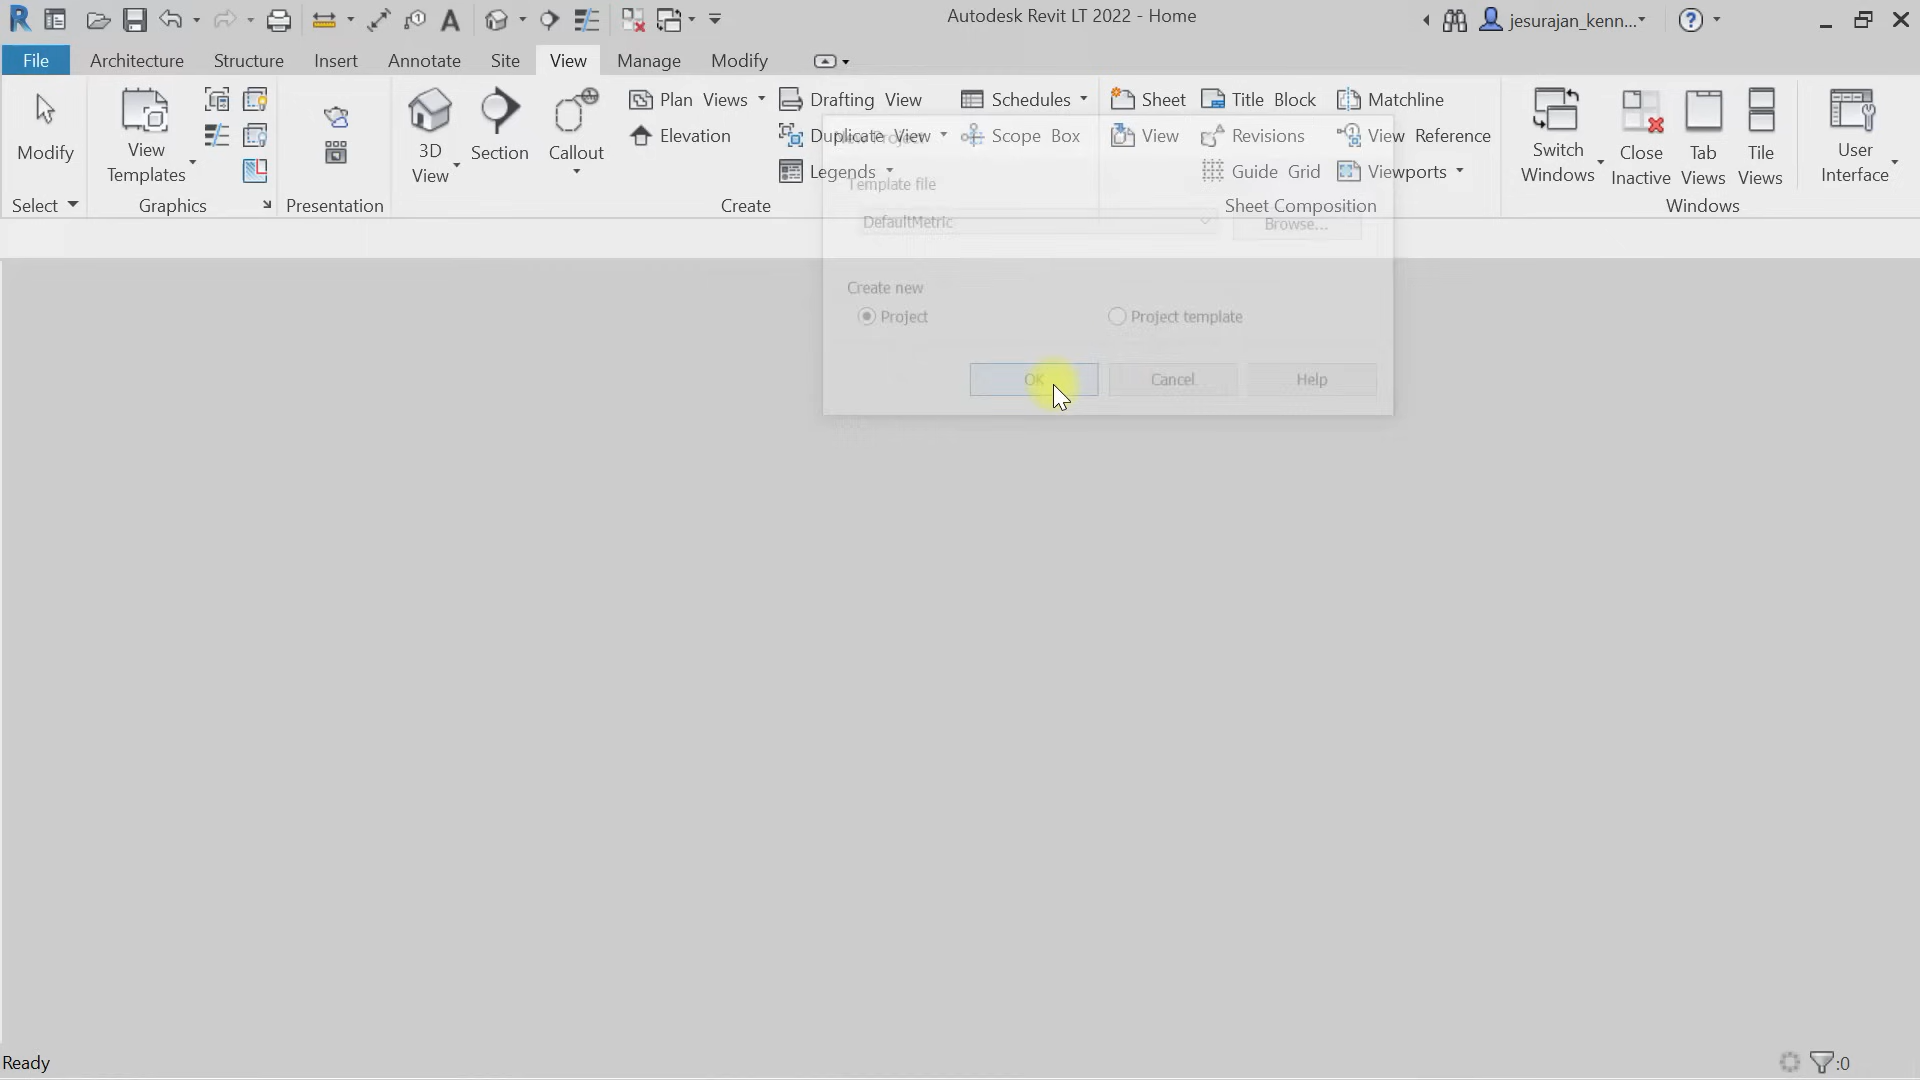 Autodesk Revit LT 2022 - Home
jesurajan_kenn...
File Architecture Structure Insert Annotate Site View Manage Modify
Modify
View Templates
3D View
Section
Callout
Plan Views
Elevation
Drafting View
Duplicate View
Legends
Schedules
Scope Box
Sheet
View
Title Block
Revisions
Guide Grid
Matchline
View Reference
Viewports
Switch Windows
Close Inactive
Tab Views
Tile Views
User Interface
Select Graphics Presentation Create Sheet Composition Windows
New Project
Template file
DefaultMetric
Browse...
Create new
Project
Project template
OK Cancel Help
Ready
:0